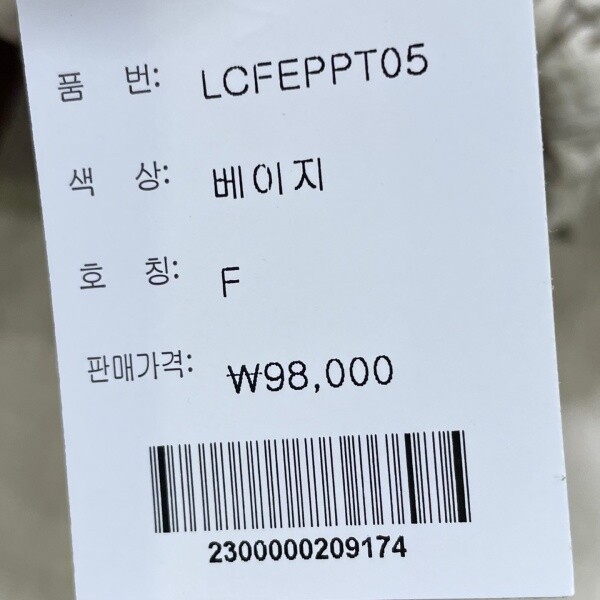 품 번: LCFEPPT05
색 상: 베이지
호 칭: F
판매가격: ₩98,000
2300000209174